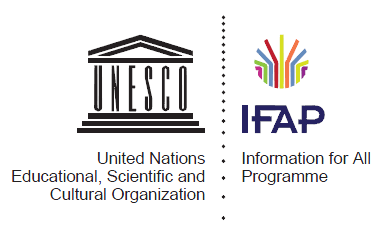 UNESCO
United Nations
Educational, Scientific and
Cultural Organization
IFAP
Information for All
Programme